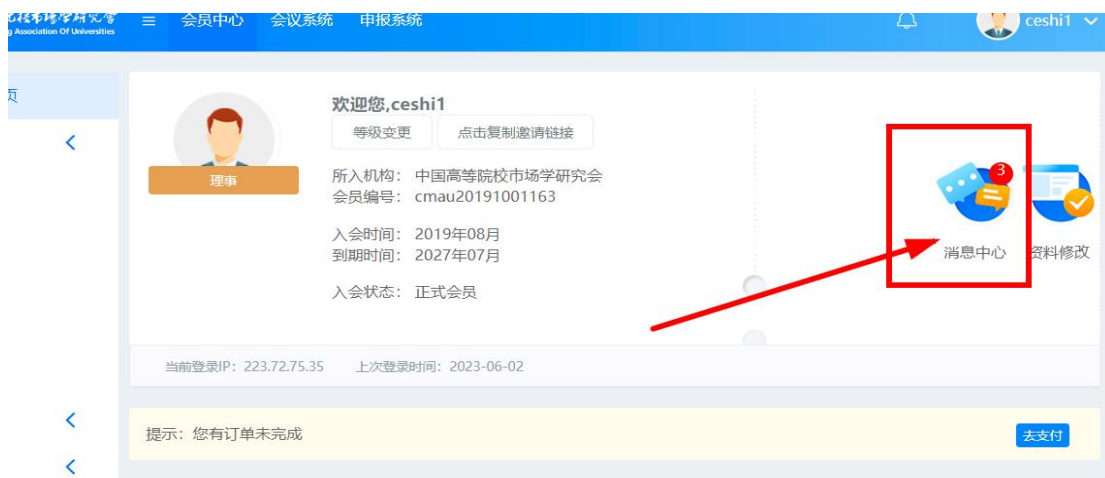 g Association Of Universities
会员中心 会议系统 申报系统
ceshi1
页
欢迎您,ceshi1
等级变更 点击复制邀请链接
理事
所入机构: 中国高等院校市场学研究会
会员编号: cmau20191001163
入会时间: 2019年08月
到期时间: 2027年07月
入会状态: 正式会员
3
消息中心 资料修改
当前登录IP: 223.72.75.35 上次登录时间: 2023-06-02
提示: 您有订单未完成
去支付